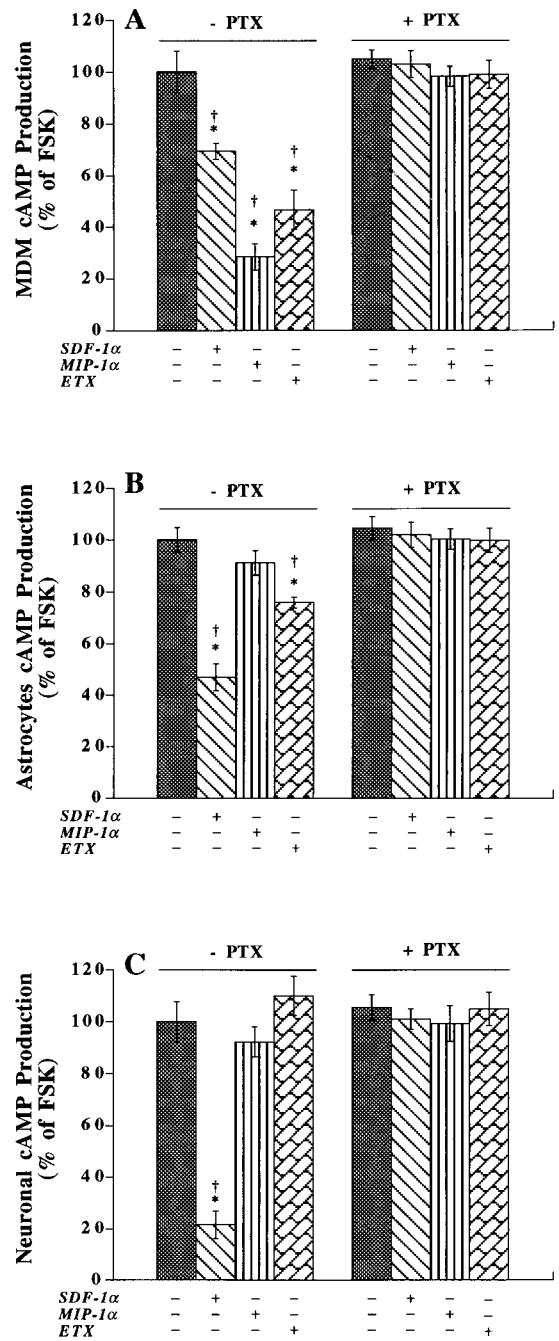 A
- PTX + PTX
MDM cAMP Production
(% of FSK)
120
100
80
60
40
20
0
†
*
†
*
†
*
SDF-1α – + – – – + – –
MIP-1α – – + – – – + –
ETX – – – + – – – +
B
- PTX + PTX
Astrocytes cAMP Production
(% of FSK)
120
100
80
60
40
20
0
†
*
†
*
SDF-1α – + – – – + – –
MIP-1α – – + – – – + –
ETX – – – + – – – +
C
- PTX + PTX
Neuronal cAMP Production
(% of FSK)
120
100
80
60
40
20
0
†
*
SDF-1α – + – – – + – –
MIP-1α – – + – – – + –
ETX – – – + – – – +